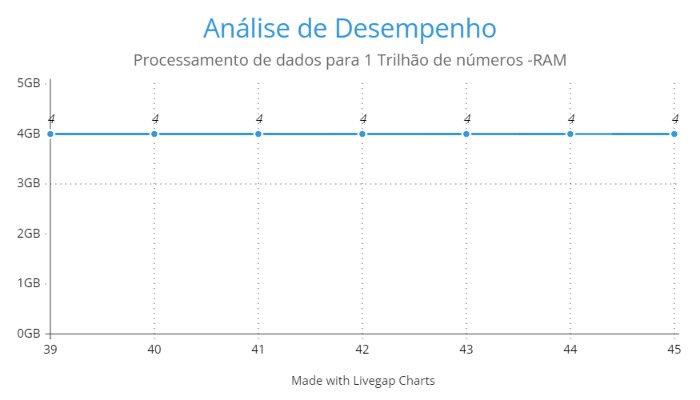 Análise de Desempenho
Processamento de dados para 1 Trilhão de números -RAM
5GB
4 4 4 4 4 4 4
4GB
3GB
2GB
1GB
0GB
39 40 41 42 43 44 45
Made with Livegap Charts